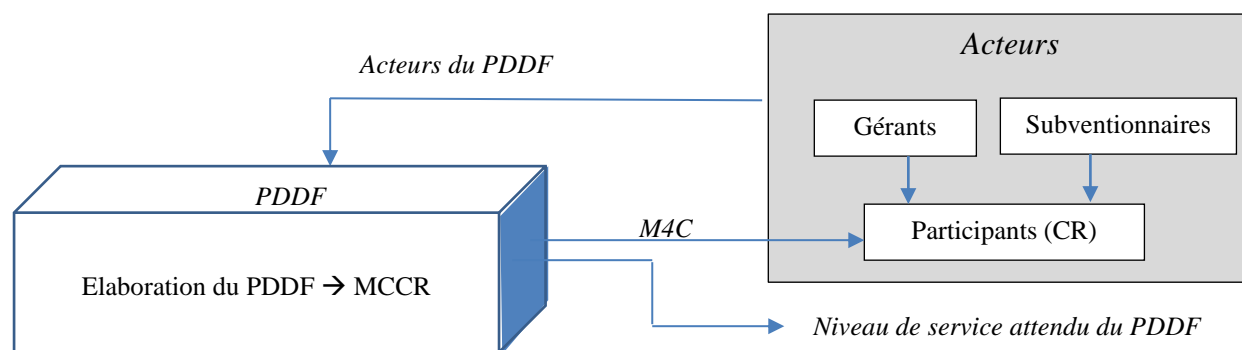 Acteurs
Acteurs du PDDF
Gérants
Subventionnaires
PDDF
M4C
Participants (CR)
Elaboration du PDDF → MCCR
Niveau de service attendu du PDDF